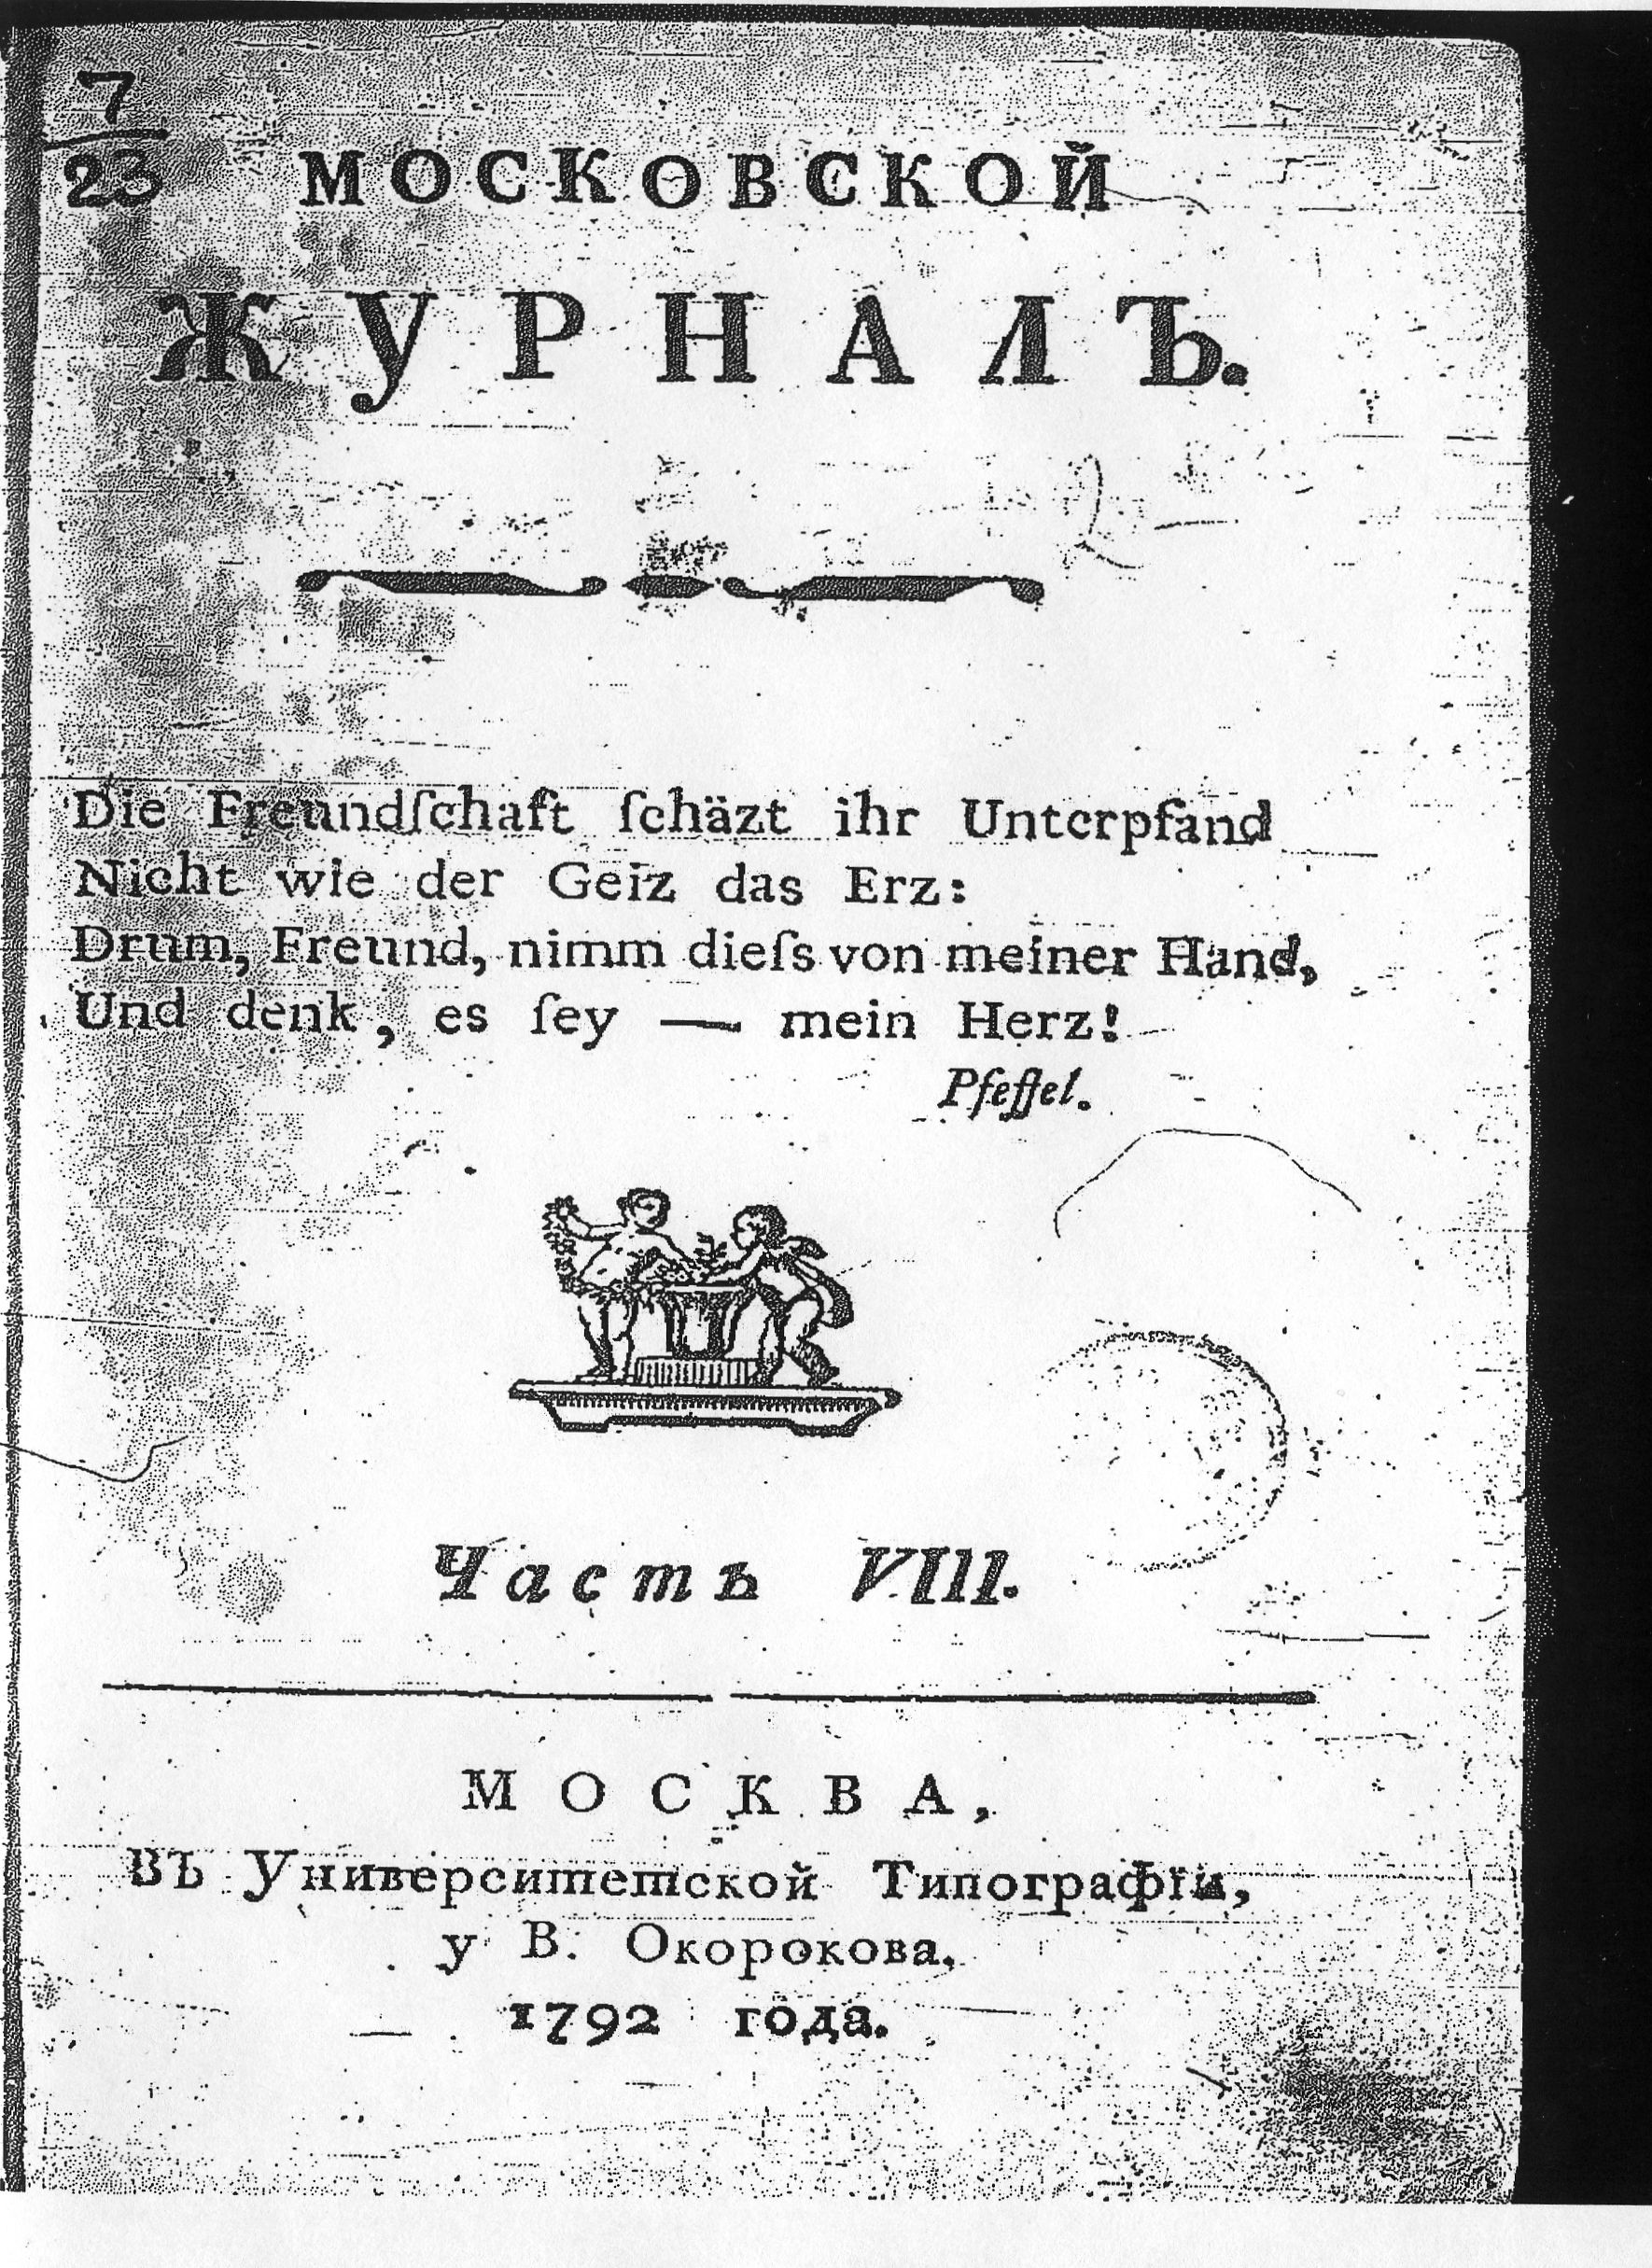 7
23
МОСКОВСКОЙ
ЖУРНАЛЪ.
Die Freundſchaft ſchäzt ihr Unterpfand
Nicht wie der Geiz das Erz:
Drum, Freund, nimm dieſs von meiner Hand,
Und denk, es ſey — mein Herz!
Pfeffel.
Часть VIII.
МОСКВА,
Въ Университетской Типографіи,
у В. Окорокова,
1792 года.